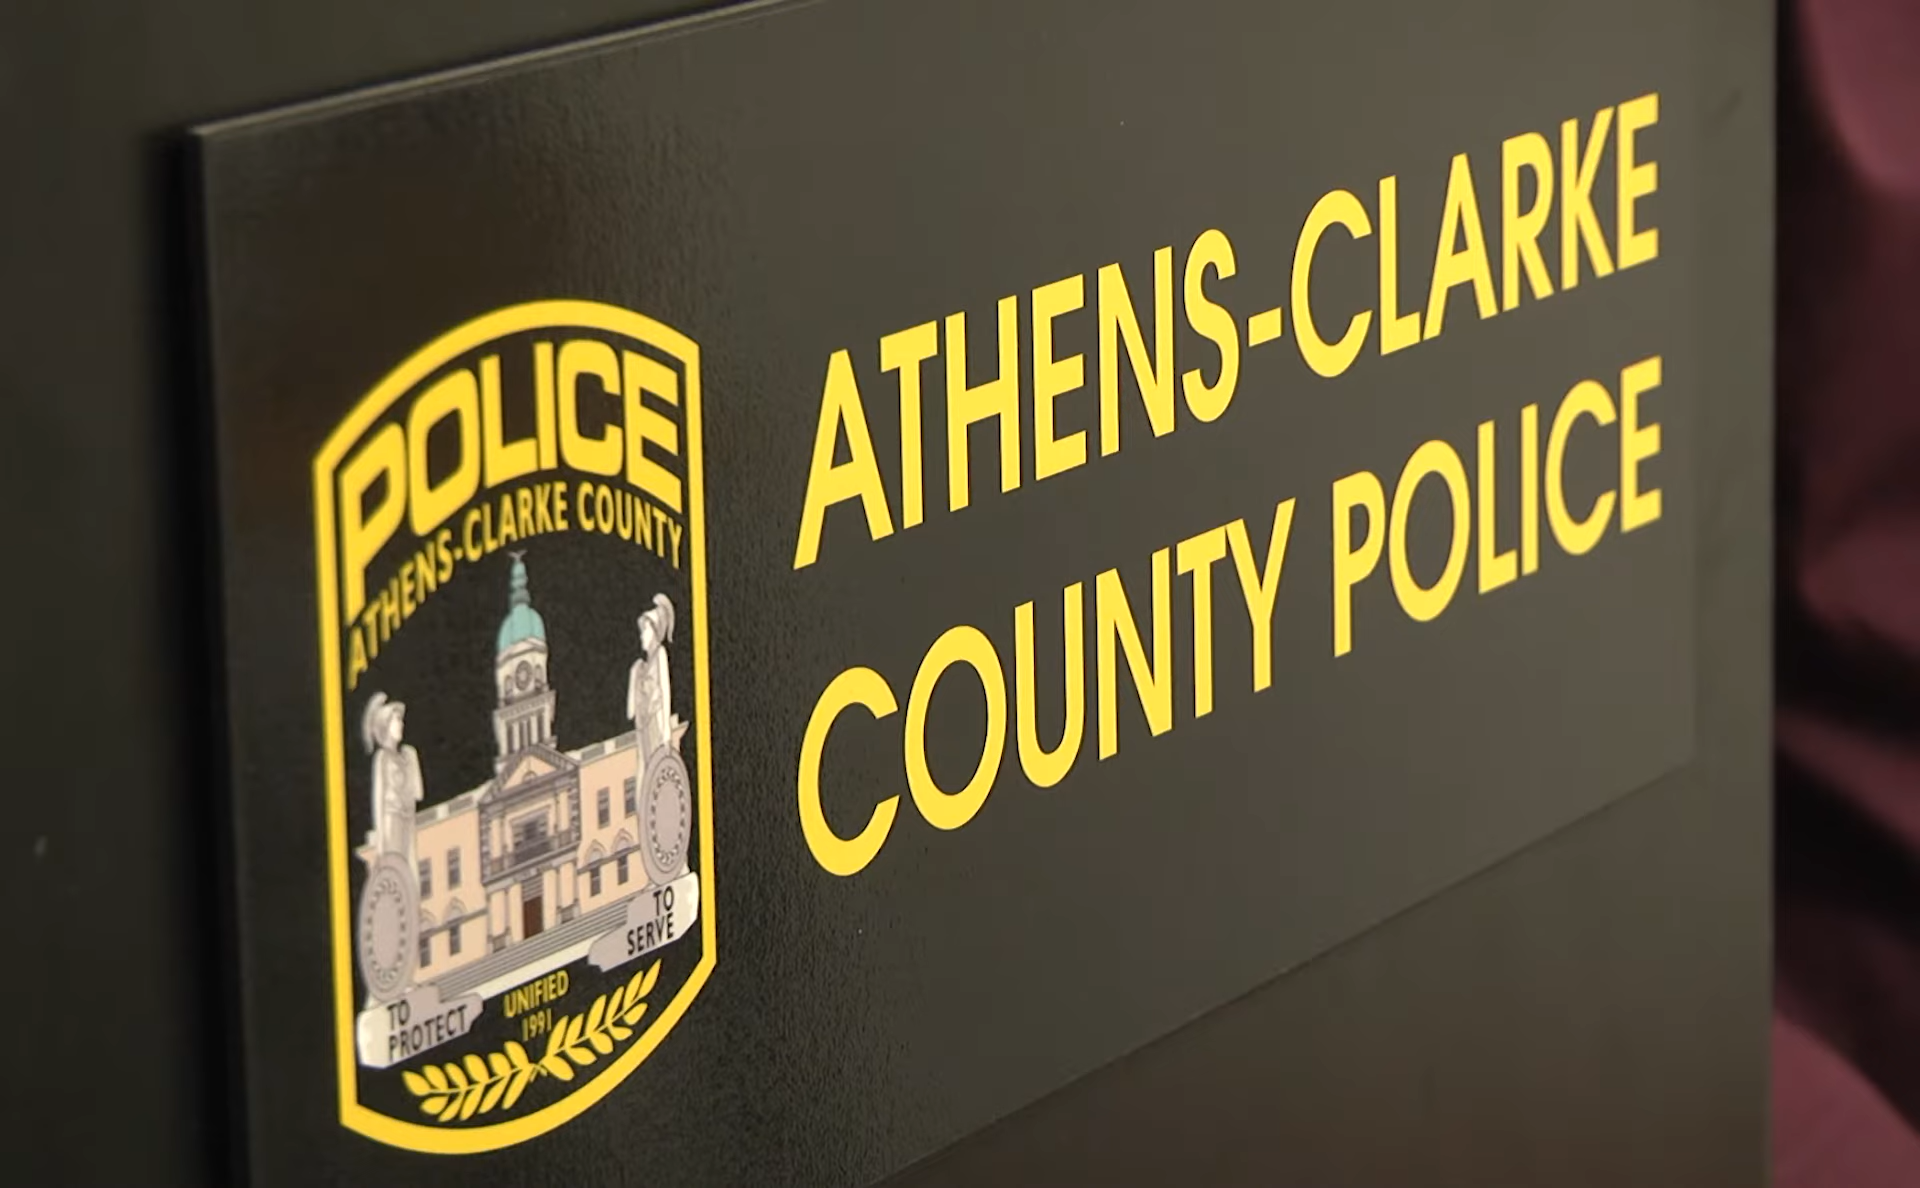 POLICE
ATHENS-CLARKE COUNTY
TO
PROTECT
TO
SERVE
UNIFIED
1991
ATHENS-CLARKE
COUNTY POLICE